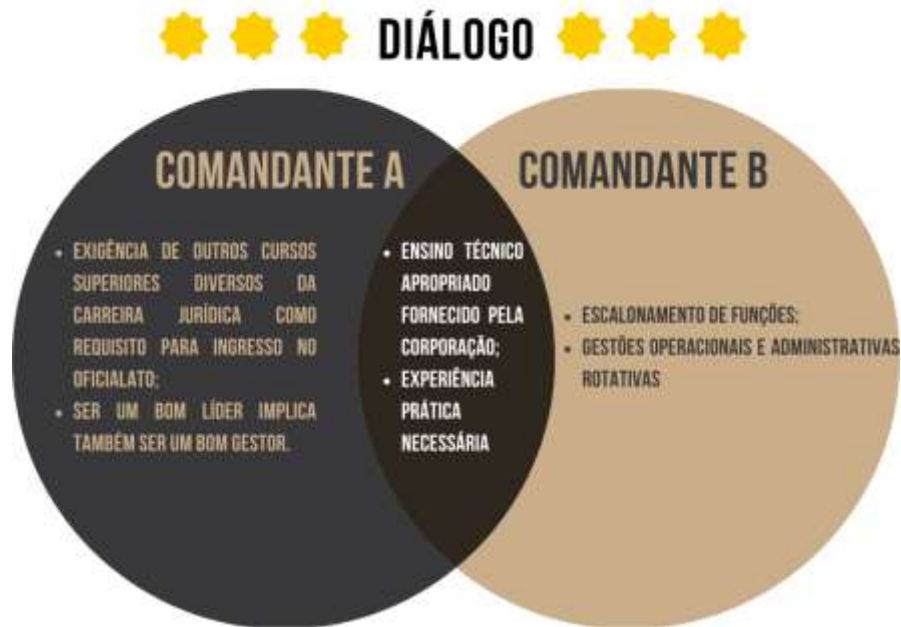 DIÁLOGO
COMANDANTE A
• EXIGÊNCIA DE OUTROS CURSOS
SUPERIORES DIVERSOS DA
CARREIRA JURÍDICA COMO
REQUISITO PARA INGRESSO NO
OFICIALATO;
• SER UM BOM LÍDER IMPLICA
TAMBÉM SER UM BOM GESTOR.
• ENSINO TÉCNICO
APROPRIADO
FORNECIDO PELA
CORPORAÇÃO;
• EXPERIÊNCIA
PRÁTICA
NECESSÁRIA
COMANDANTE B
• ESCALONAMENTO DE FUNÇÕES;
• GESTÕES OPERACIONAIS E ADMINISTRATIVAS
ROTATIVAS